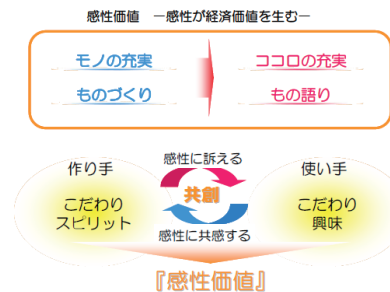 感性価値 ―感性が経済価値を生む―
モノの充実
ココロの充実
ものづくり
もの語り
作り手
こだわり
スピリット
感性に訴える
共創
感性に共感する
使い手
こだわり
興味
『感性価値』